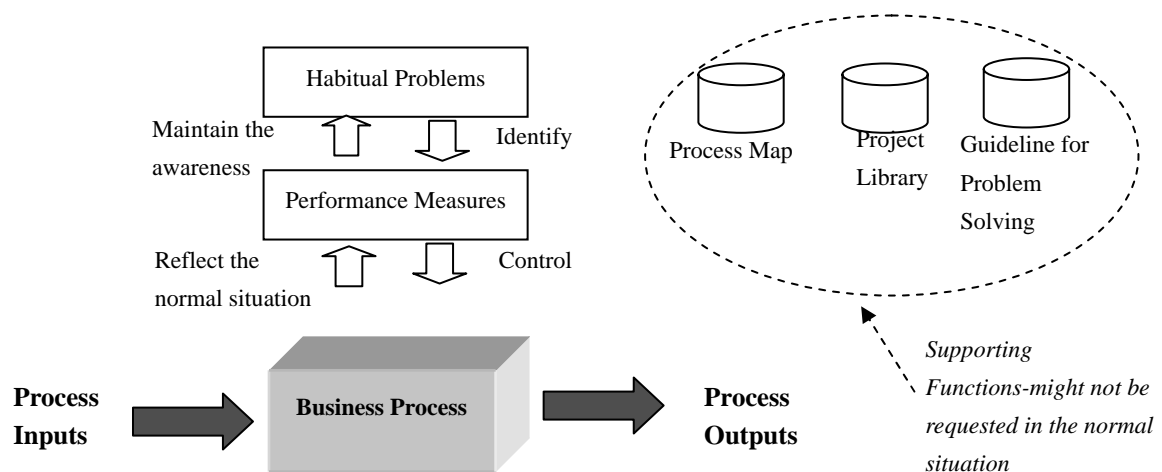 Habitual Problems
Maintain the
awareness
Identify
Performance Measures
Reflect the
normal situation
Control
Process Map
Project
Library
Guideline for
Problem
Solving
Supporting
Functions-might not be
requested in the normal
situation
Process
Inputs
Business Process
Process
Outputs